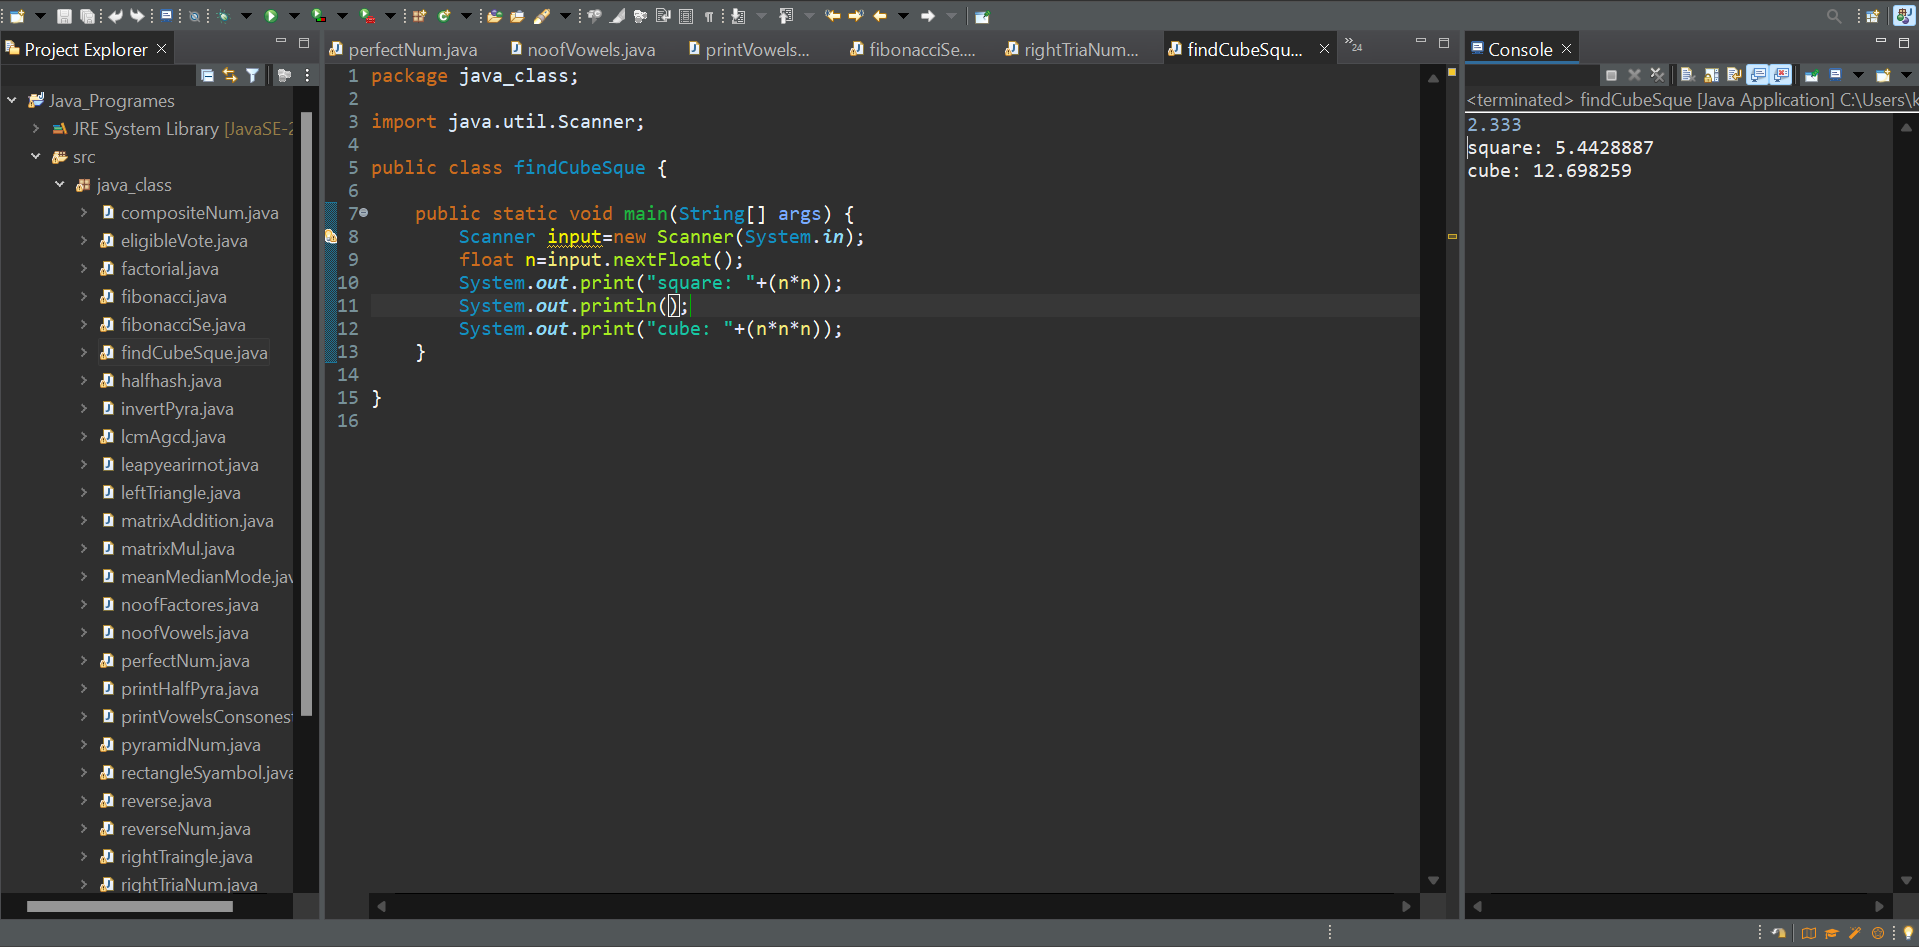 Project Explorer
Java_Programes
JRE System Library [JavaSE-2
src
java_class
compositeNum.java
eligibleVote.java
factorial.java
fibonacci.java
fibonacciSe.java
findCubeSque.java
halfhash.java
invertPyra.java
lcmAgcd.java
leapyearirnot.java
leftTriangle.java
matrixAddition.java
matrixMul.java
meanMedianMode.jav
noofFactores.java
noofVowels.java
perfectNum.java
printHalfPyra.java
printVowelsConsones
pyramidNum.java
rectangleSyambol.java
reverse.java
reverseNum.java
rightTraingle.java
rightTriaNum.java
perfectNum.java noofVowels.java printVowels... fibonacciSe.... rightTriaNum... findCubeSqu... »24
1 package java_class;
2
3 import java.util.Scanner;
4
5 public class findCubeSque {
6
7 public static void main(String[] args) {
8 Scanner input=new Scanner(System.in);
9 float n=input.nextFloat();
10 System.out.print("square: "+(n*n));
11 System.out.println();
12 System.out.print("cube: "+(n*n*n));
13 }
14
15 }
16
Console
<terminated> findCubeSque [Java Application] C:\Users\k
2.333
square: 5.4428887
cube: 12.698259